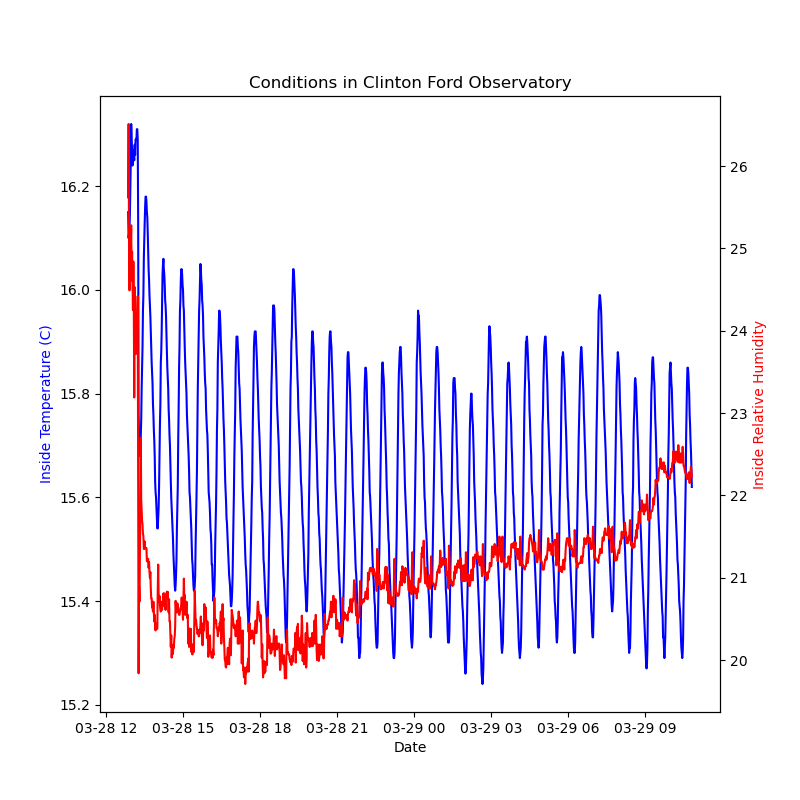 Conditions in Clinton Ford Observatory
16.2
16.0
15.8
15.6
15.4
15.2
Inside Temperature (C)
26
25
24
23
22
21
20
Inside Relative Humidity
03-28 12 03-28 15 03-28 18 03-28 21 03-29 00 03-29 03 03-29 06 03-29 09
Date